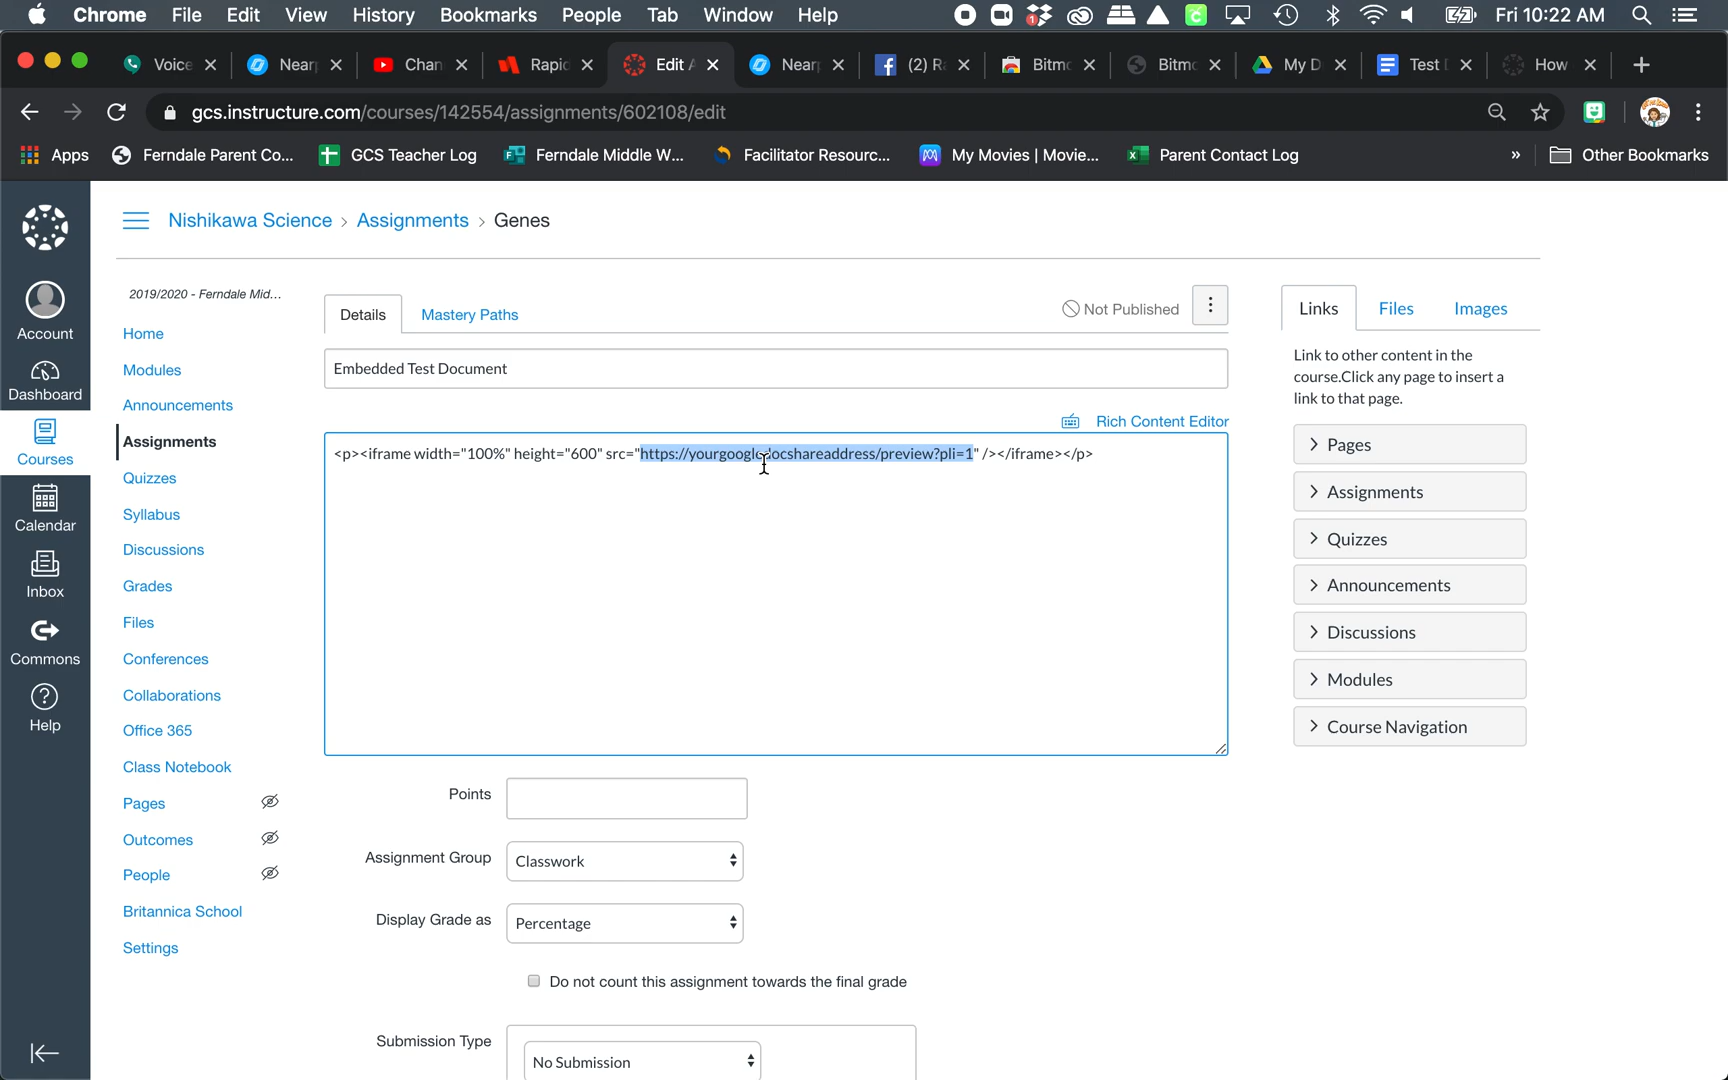 Chrome File Edit View History Bookmarks People Tab Window Help Fri 10:22 AM
Voice Near Chan Rapid Edit A Near (2) R Bitmo Bitmo My D Test How
gcs.instructure.com/courses/142554/assignments/602108/edit
Apps Ferndale Parent Co... GCS Teacher Log Ferndale Middle W... Facilitator Resourc... My Movies | Movie... Parent Contact Log » Other Bookmarks
Nishikawa Science > Assignments > Genes
2019/2020 - Ferndale Mid...
Account
Dashboard
Courses
Calendar
Inbox
Commons
Help
Home
Modules
Announcements
Assignments
Quizzes
Syllabus
Discussions
Grades
Files
Conferences
Collaborations
Office 365
Class Notebook
Pages
Outcomes
People
Britannica School
Settings
Details Mastery Paths Not Published
Embedded Test Document
Rich Content Editor
<p><iframe width="100%" height="600" src="https://yourgoogledocshareaddress/preview?pli=1" /></iframe></p>
Points
Assignment Group Classwork
Display Grade as Percentage
Do not count this assignment towards the final grade
Submission Type No Submission
Links Files Images
Link to other content in the
course.Click any page to insert a
link to that page.
Pages
Assignments
Quizzes
Announcements
Discussions
Modules
Course Navigation